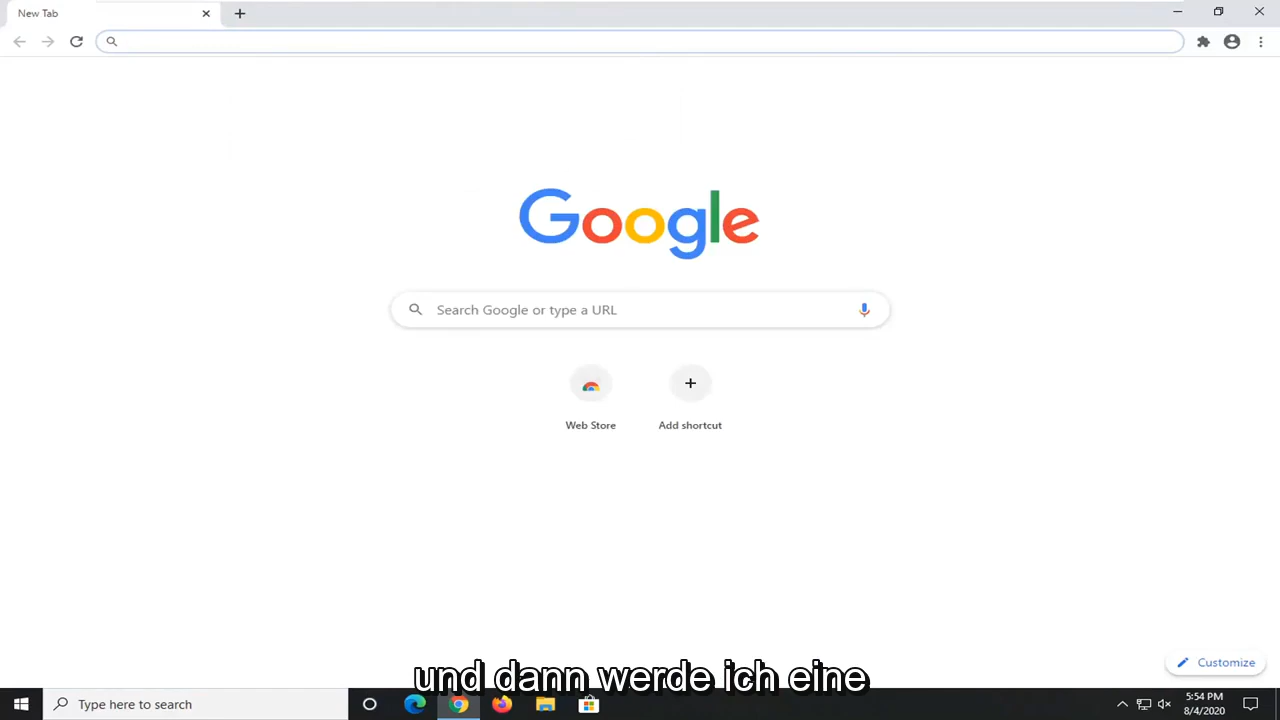 New Tab
Google
Search Google or type a URL
Web Store
Add shortcut
Customize
und dann werde ich eine
Type here to search
5:54 PM
8/4/2020